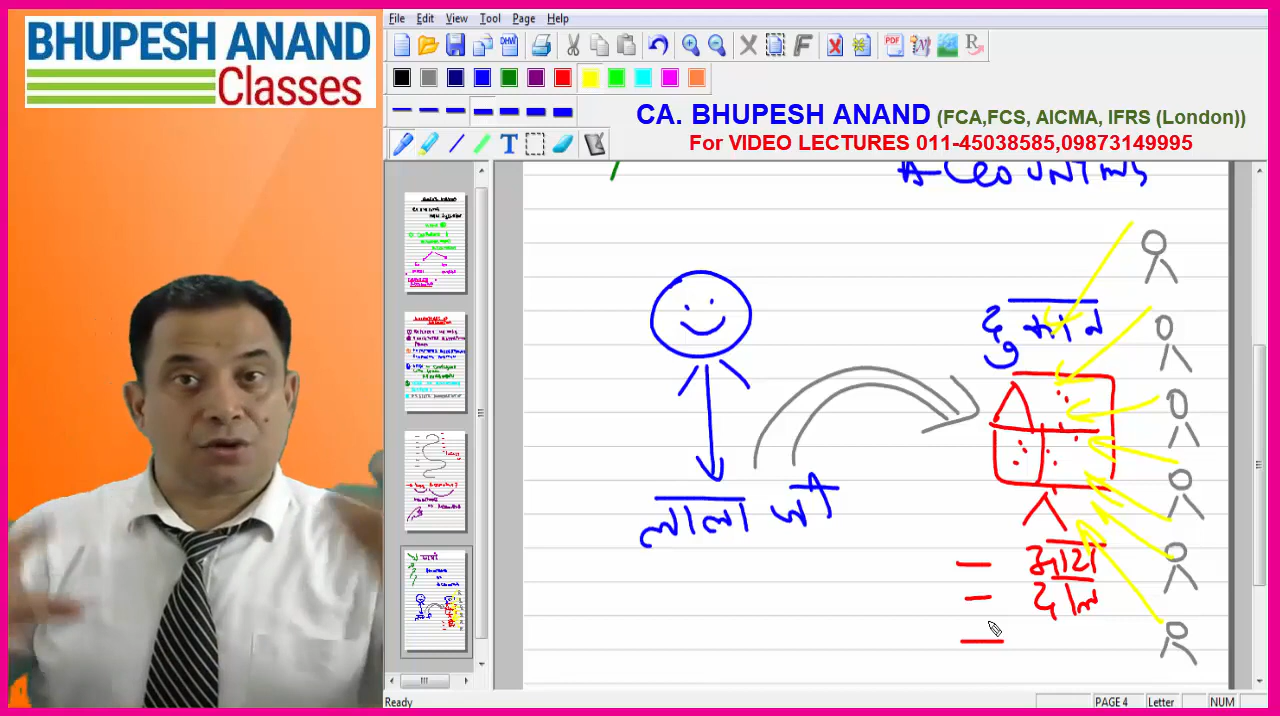 BHUPESH ANAND
Classes
File Edit View Tool Page Help
CA. BHUPESH ANAND (FCA,FCS, AICMA, IFRS (London))
For VIDEO LECTURES 011-45038585,09873149995
दुकान
लाला जी
आटा
दाल
Ready
PAGE 4 Letter NUM